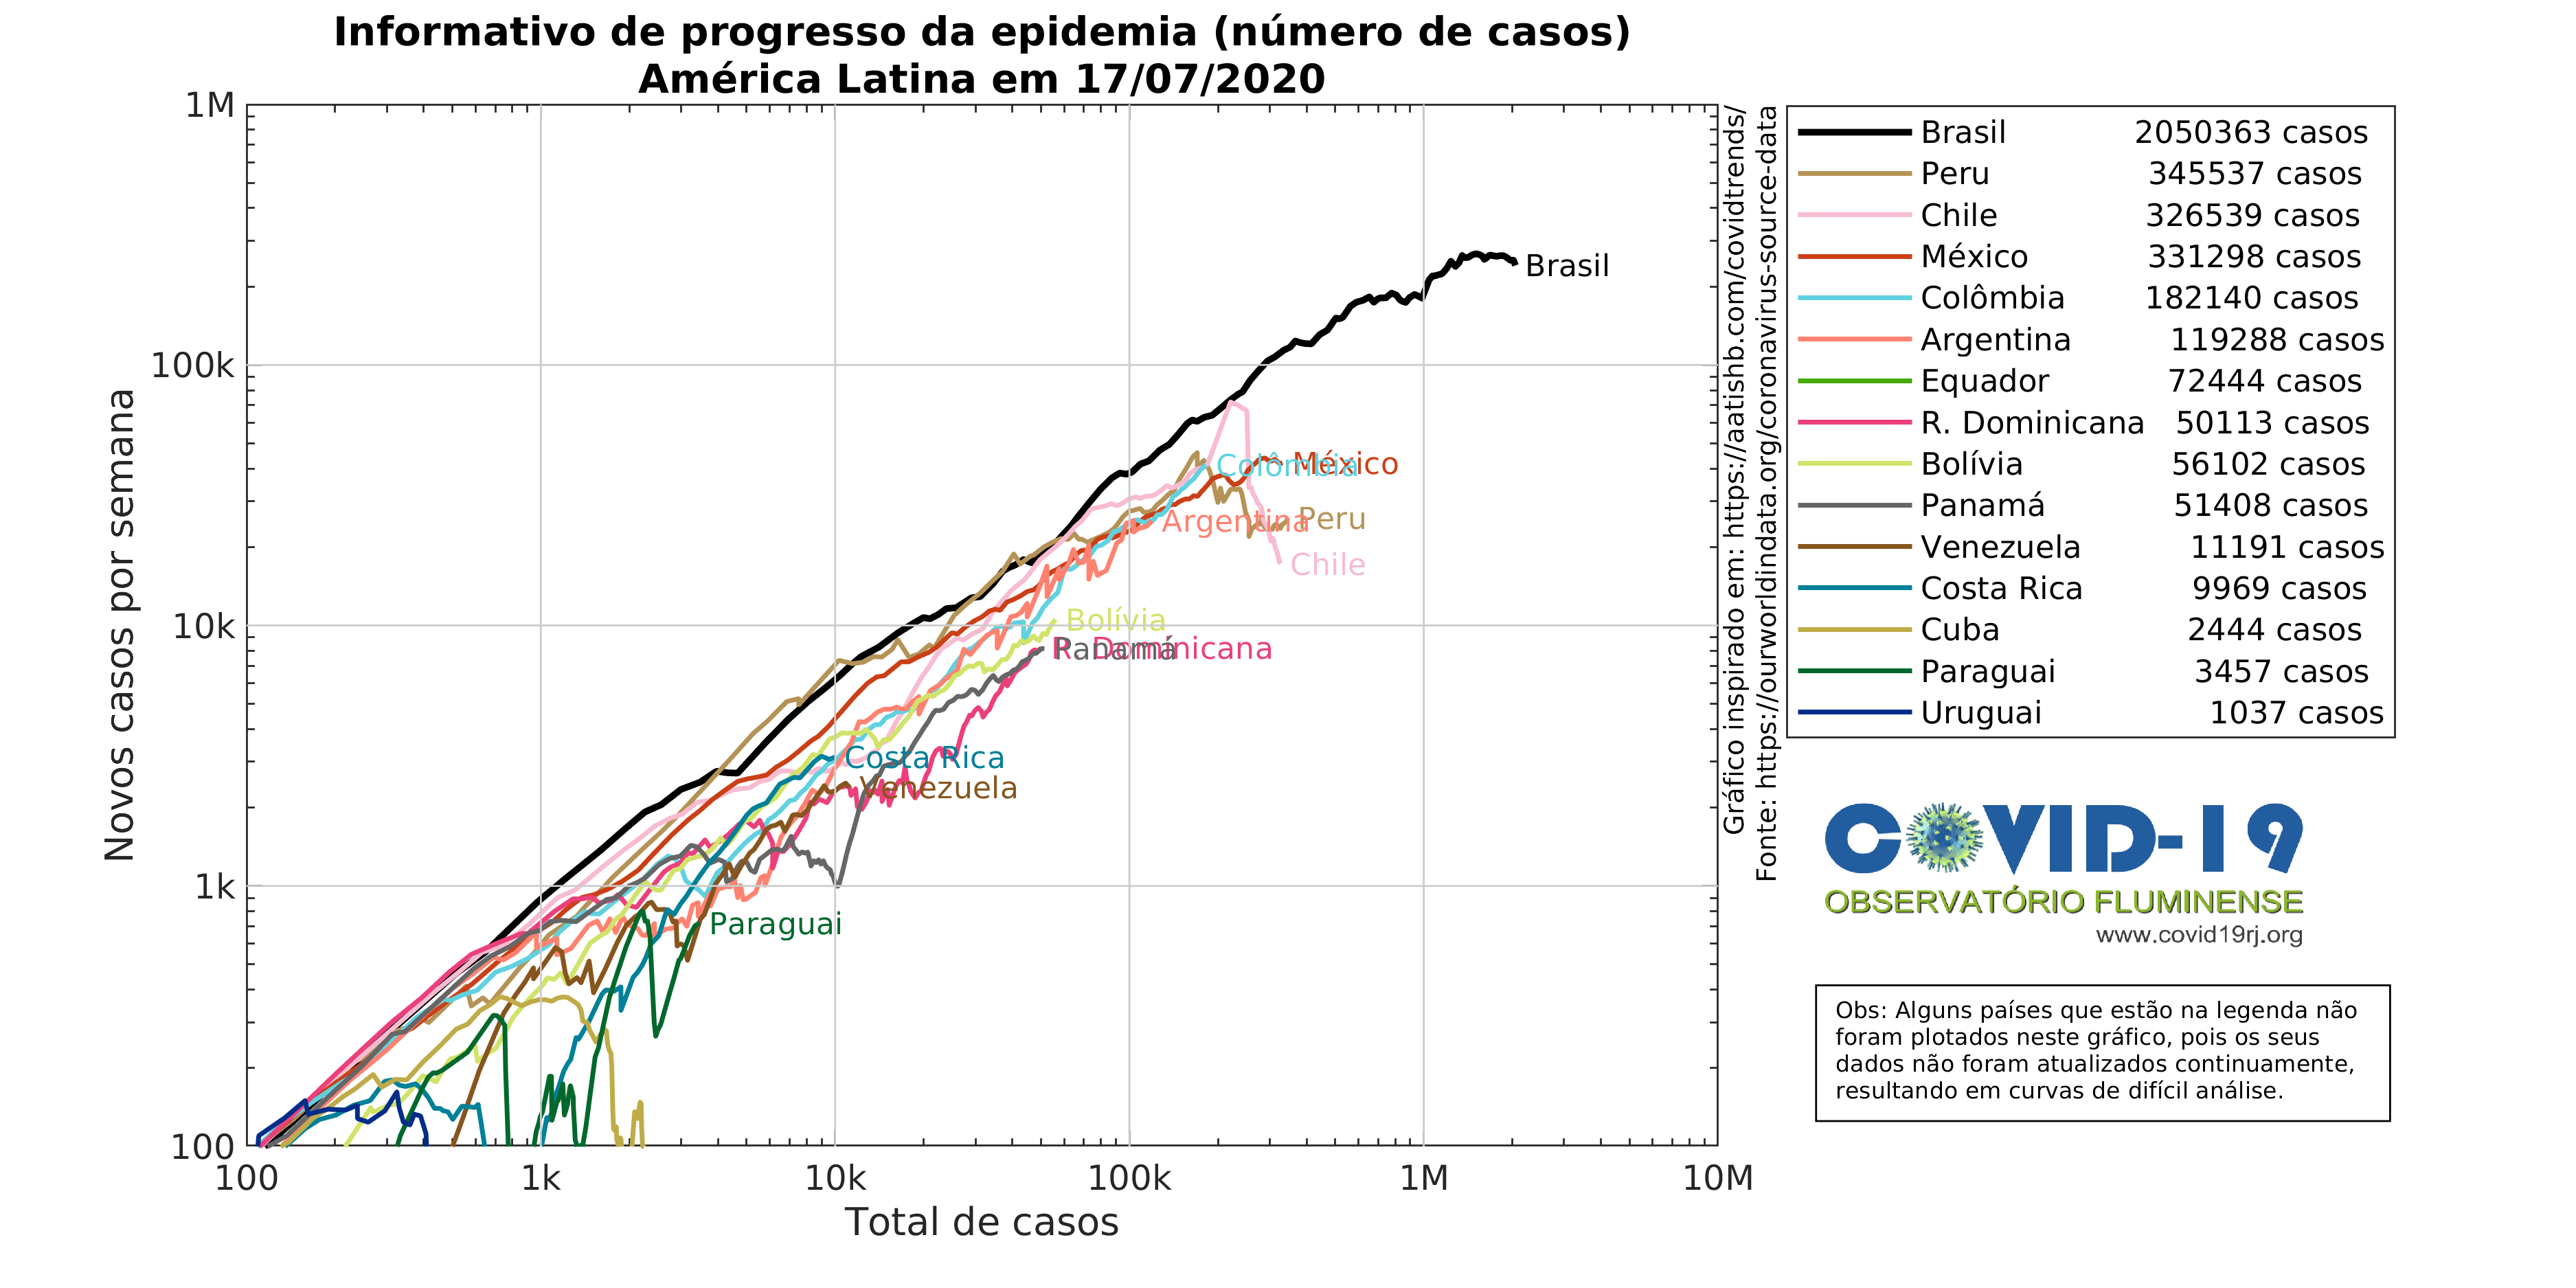 Informativo de progresso da epidemia (número de casos)
América Latina em 17/07/2020
1M
100k
10k
1k
100
Novos casos por semana
100
1k
10k
100k
1M
10M
Total de casos
Brasil
Colômbia
México
Argentina
Peru
Chile
Bolívia
R. Dominicana
Panamá
Costa Rica
Venezuela
Paraguai
Gráfico inspirado em: https://aatishb.com/covidtrends/
Fonte: https://ourworldindata.org/coronavirus-source-data
Brasil 2050363 casos
Peru 345537 casos
Chile 326539 casos
México 331298 casos
Colômbia 182140 casos
Argentina 119288 casos
Equador 72444 casos
R. Dominicana 50113 casos
Bolívia 56102 casos
Panamá 51408 casos
Venezuela 11191 casos
Costa Rica 9969 casos
Cuba 2444 casos
Paraguai 3457 casos
Uruguai 1037 casos
COVID-19
OBSERVATÓRIO FLUMINENSE
www.covid19rj.org
Obs: Alguns países que estão na legenda não
foram plotados neste gráfico, pois os seus
dados não foram atualizados continuamente,
resultando em curvas de difícil análise.